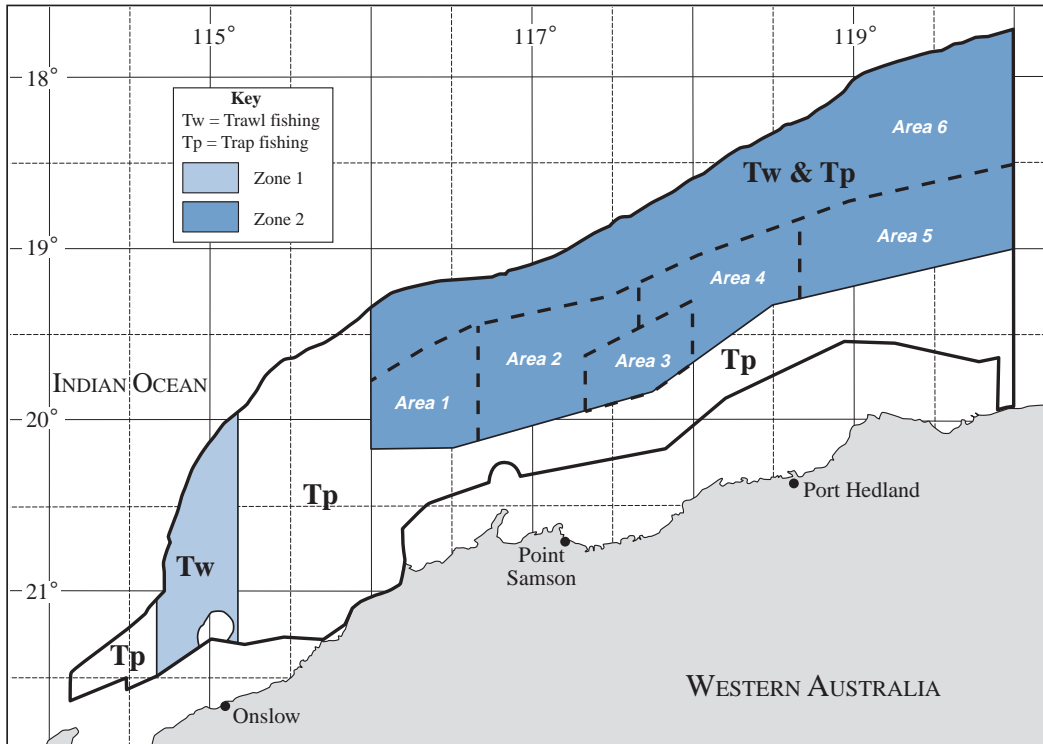 115°
117°
119°
18°
Key
Tw = Trawl fishing
Tp = Trap fishing
Zone 1
Zone 2
Area 6
Tw & Tp
19°
Area 5
Area 4
Area 2
Area 3
Tp
INDIAN OCEAN
Area 1
20°
Tp
Port Hedland
Point
Samson
Tw
21°
Tp
WESTERN AUSTRALIA
Onslow